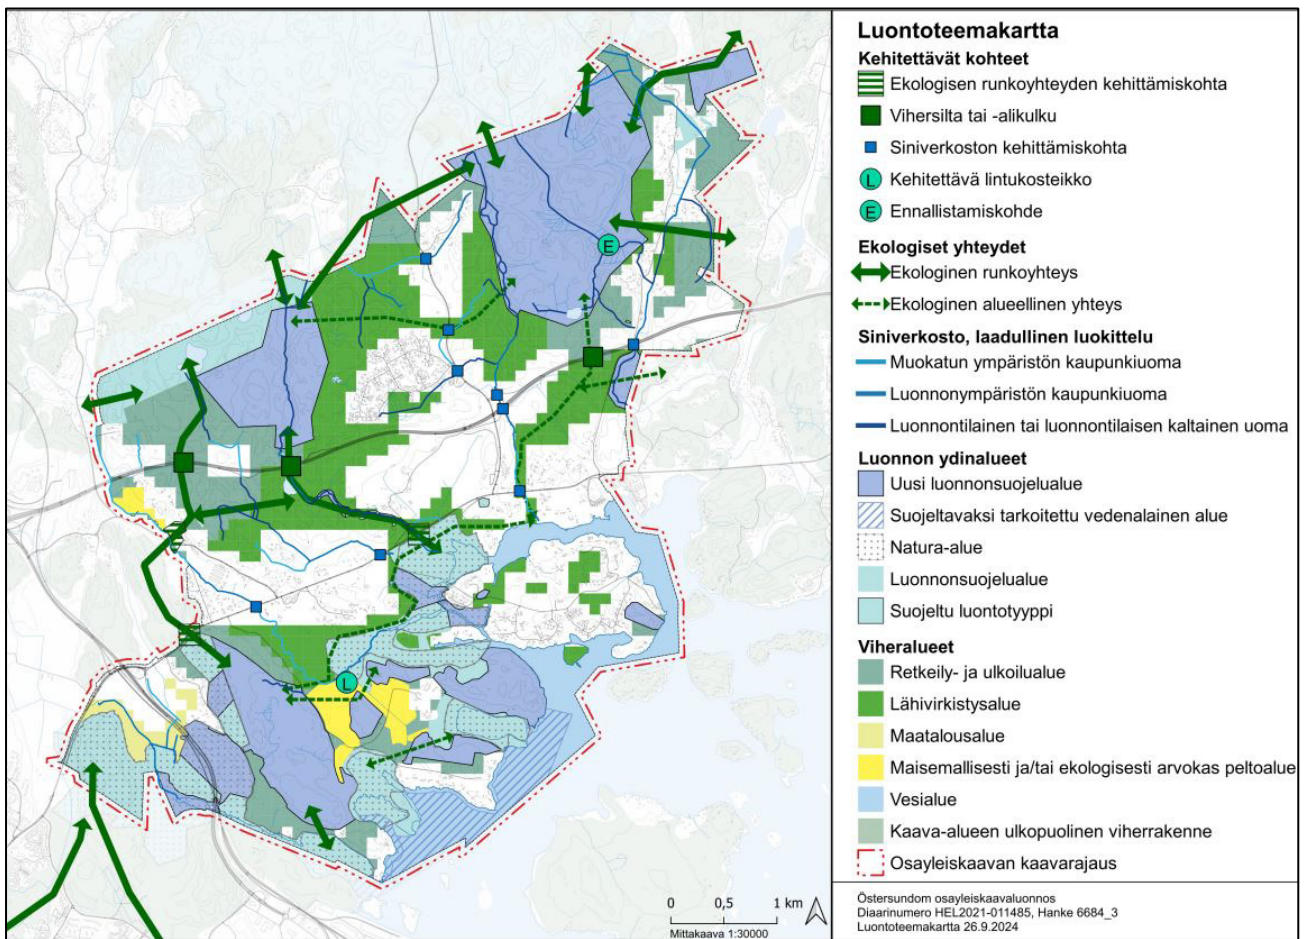 Luontoteemakartta
Kehitettävät kohteet
Ekologisen runkoyhteyden kehittämiskohta
Vihersilta tai -alikulku
Siniverkoston kehittämiskohta
L Kehitettävä lintukosteikko
E Ennallistamiskohde
Ekologiset yhteydet
Ekologinen runkoyhteys
Ekologinen alueellinen yhteys
Siniverkosto, laadullinen luokittelu
Muokatun ympäristön kaupunkiuoma
Luonnonympäristön kaupunkiuoma
Luonnontilainen tai luonnontilaisen kaltainen uoma
Luonnon ydinalueet
Uusi luonnonsuojelualue
Suojeltavaksi tarkoitettu vedenalainen alue
Natura-alue
Luonnonsuojelualue
Suojeltu luontotyyppi
Viheralueet
Retkeily- ja ulkoilualue
Lähivirkistysalue
Maatalousalue
Maisemallisesti ja/tai ekologisesti arvokas peltoalue
Vesialue
Kaava-alueen ulkopuolinen viherrakenne
Osayleiskaavan kaavarajaus
Östersundom osayleiskaavaluonnos
Diaarinumero HEL2021-011485, Hanke 6684_3
Luontoteemakartta 26.9.2024
E
L
0 0,5 1 km
Mittakaava 1:30000